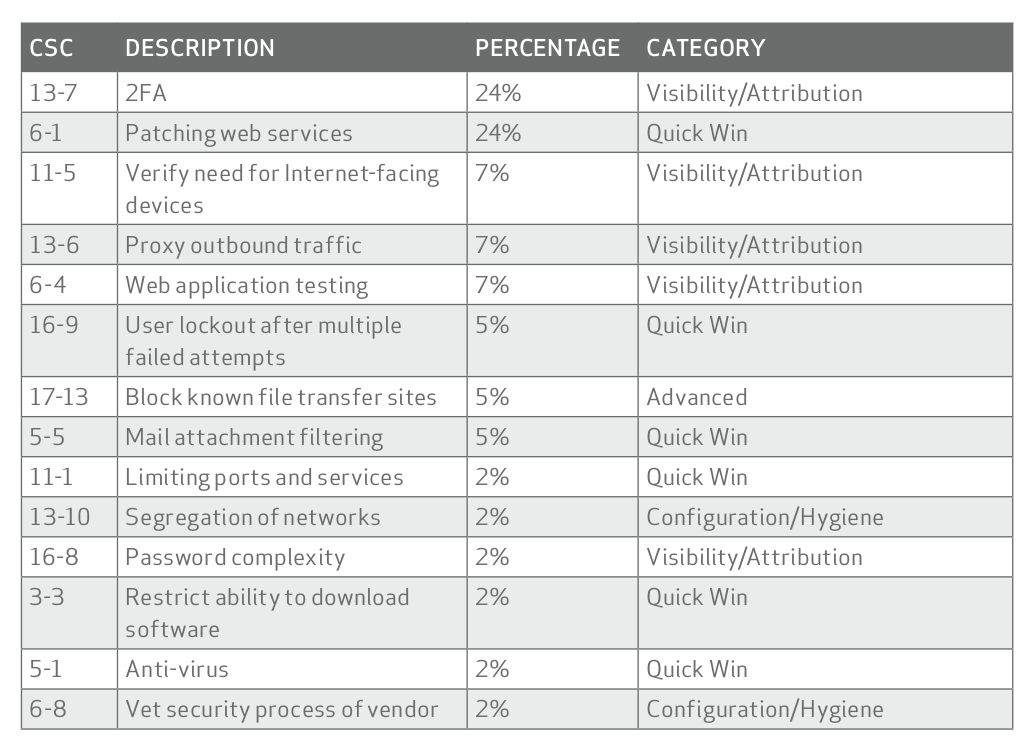 CSC DESCRIPTION PERCENTAGE CATEGORY
13-7 2FA 24% Visibility/Attribution
6-1 Patching web services 24% Quick Win
11-5 Verify need for Internet-facing 7% Visibility/Attribution
devices
13-6 Proxy outbound traffic 7% Visibility/Attribution
6-4 Web application testing 7% Visibility/Attribution
16-9 User lockout after multiple 5% Quick Win
failed attempts
17-13 Block known file transfer sites 5% Advanced
5-5 Mail attachment filtering 5% Quick Win
11-1 Limiting ports and services 2% Quick Win
13-10 Segregation of networks 2% Configuration/Hygiene
16-8 Password complexity 2% Visibility/Attribution
3-3 Restrict ability to download 2% Quick Win
software
5-1 Anti-virus 2% Quick Win
6-8 Vet security process of vendor 2% Configuration/Hygiene